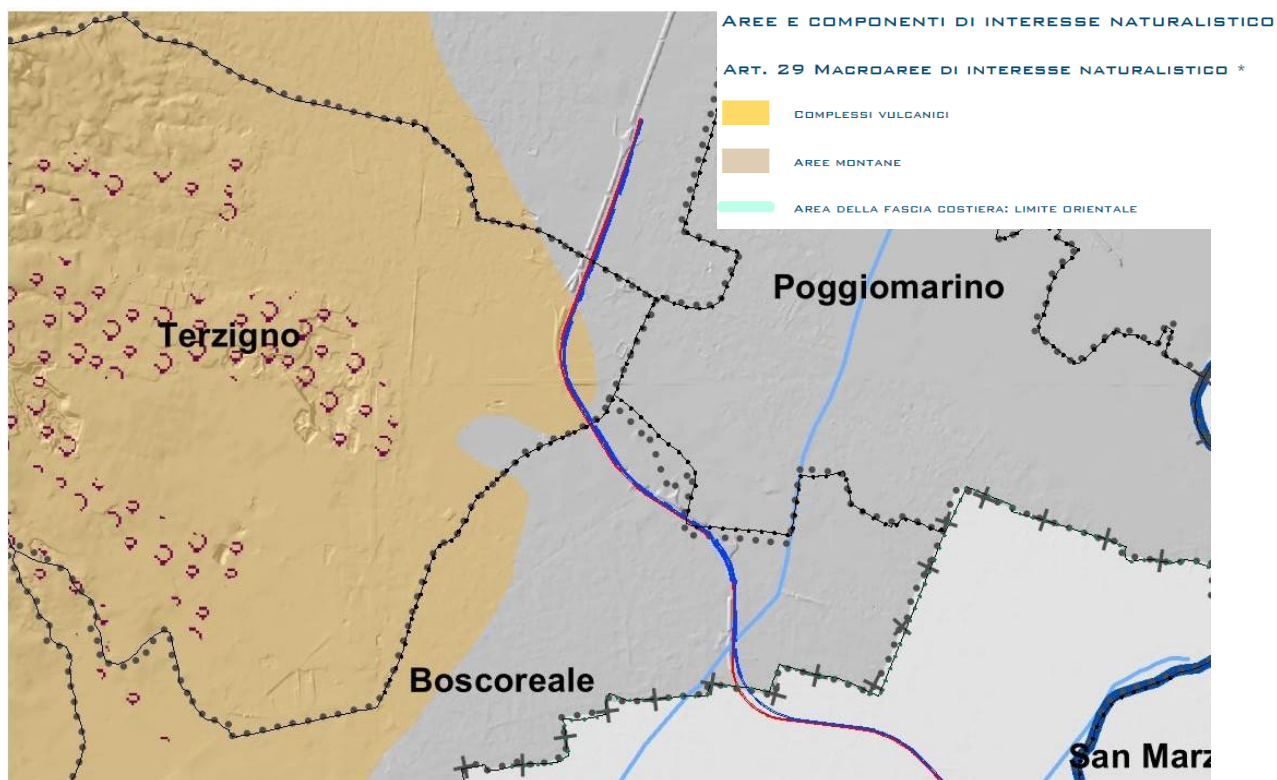 AREE E COMPONENTI DI INTERESSE NATURALISTICO
ART. 29 MACROAREE DI INTERESSE NATURALISTICO *
COMPLESSI VULCANICI
AREE MONTANE
AREA DELLA FASCIA COSTIERA: LIMITE ORIENTALE
Poggiomarino
Terzigno
Boscoreale
San Marz